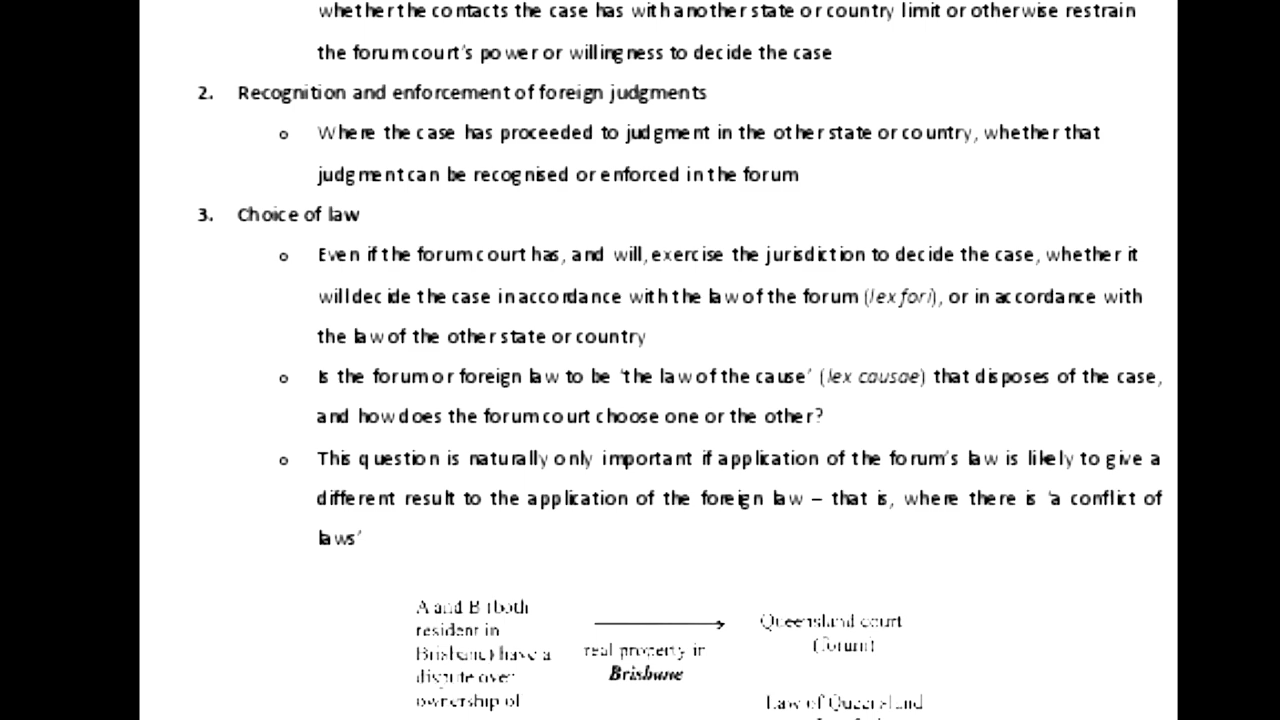 whether the contacts the case has with another state or country limit or otherwise restrain
the forum court's power or willingness to decide the case
2. Recognition and enforcement of foreign judgments
o Where the case has proceeded to judgment in the other state or country, whether that
judgment can be recognised or enforced in the forum
3. Choice of law
o Even if the forum court has, and will, exercise the jurisdiction to decide the case, whether it
will decide the case in accordance with the law of the forum (lex fori), or in accordance with
the law of the other state or country
o Is the forum or foreign law to be 'the law of the cause' (lex causae) that disposes of the case,
and how does the forum court choose one or the other?
o This question is naturally only important if application of the forum's law is likely to give a
different result to the application of the foreign law – that is, where there is 'a conflict of
laws'
A and B (both
resident in
Brisbane) have a
dispute over
ownership of
real property in
Brisbane
Queensland court
(forum)
Law of Queensland